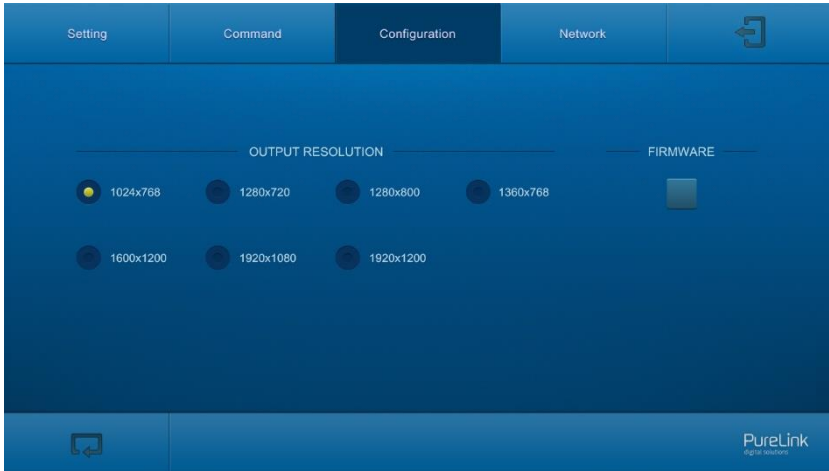 Setting Command Configuration Network
OUTPUT RESOLUTION FIRMWARE
1024x768 1280x720 1280x800 1360x768
1600x1200 1920x1080 1920x1200
PureLink
digital solutions